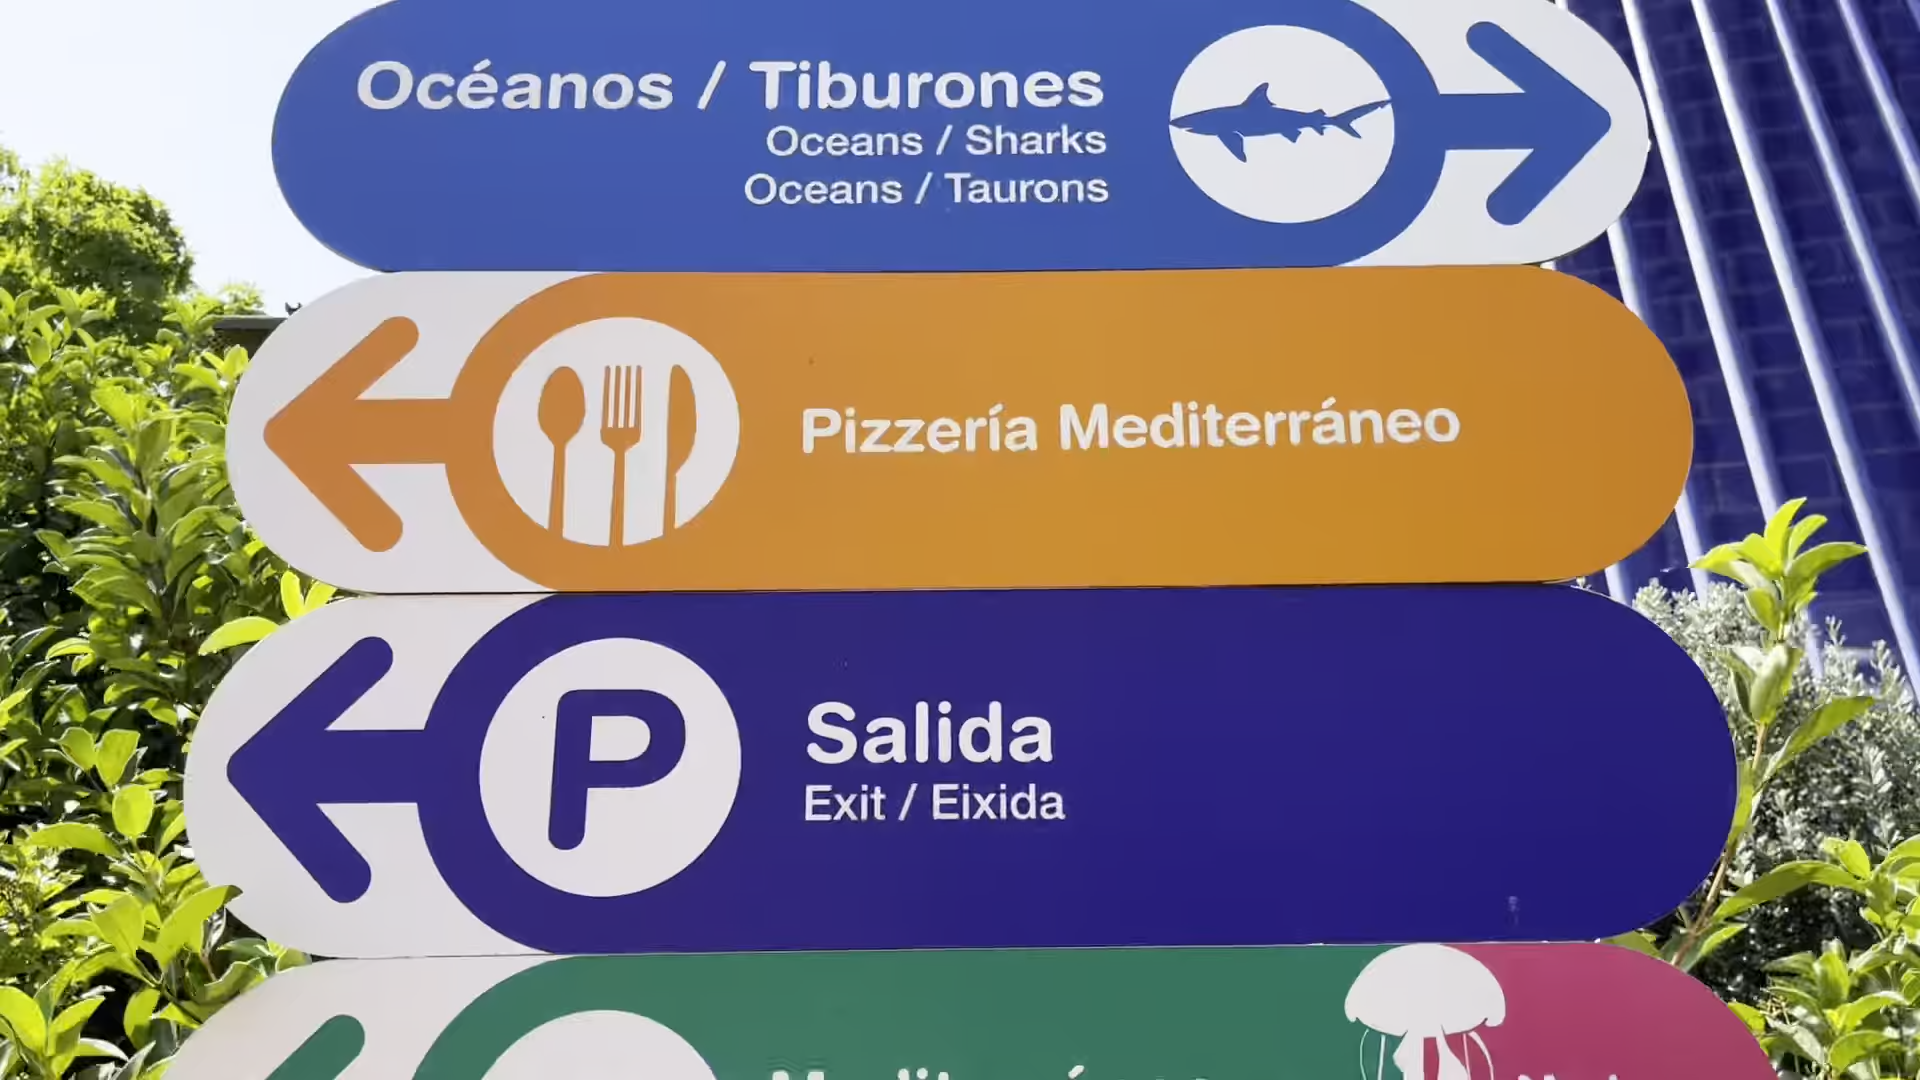 Océanos / Tiburones
Oceans / Sharks
Oceans / Taurons
Pizzería Mediterráneo
P
Salida
Exit / Eixida